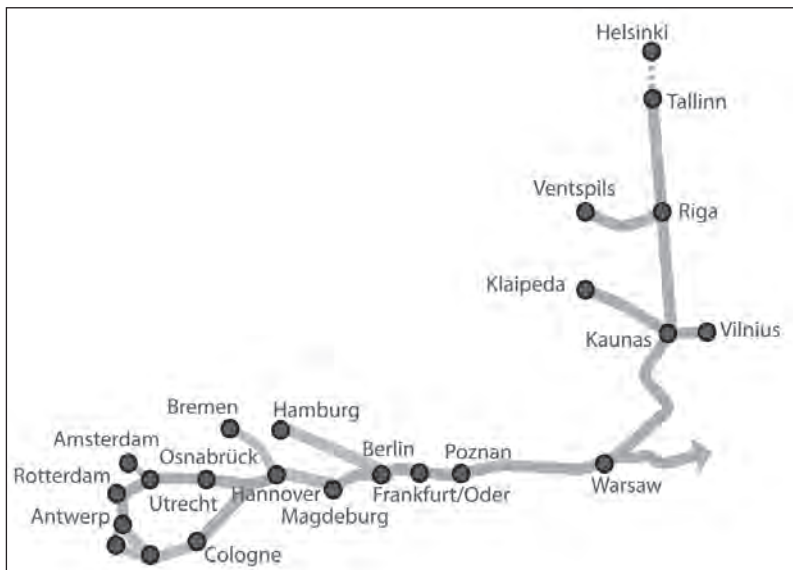 Helsinki
Tallinn
Ventspils
Riga
Klaipeda
Kaunas
Vilnius
Bremen
Hamburg
Amsterdam
Osnabrück
Berlin
Poznan
Rotterdam
Utrecht
Hannover
Frankfurt/Oder
Warsaw
Magdeburg
Antwerp
Cologne